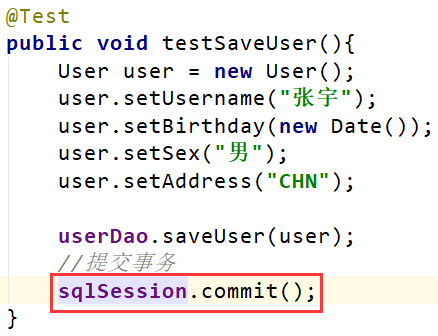 @Test
public void testSaveUser(){
    User user = new User();
    user.setUsername("张宇");
    user.setBirthday(new Date());
    user.setSex("男");
    user.setAddress("CHN");

    userDao.saveUser(user);
    //提交事务
    sqlSession.commit();
}